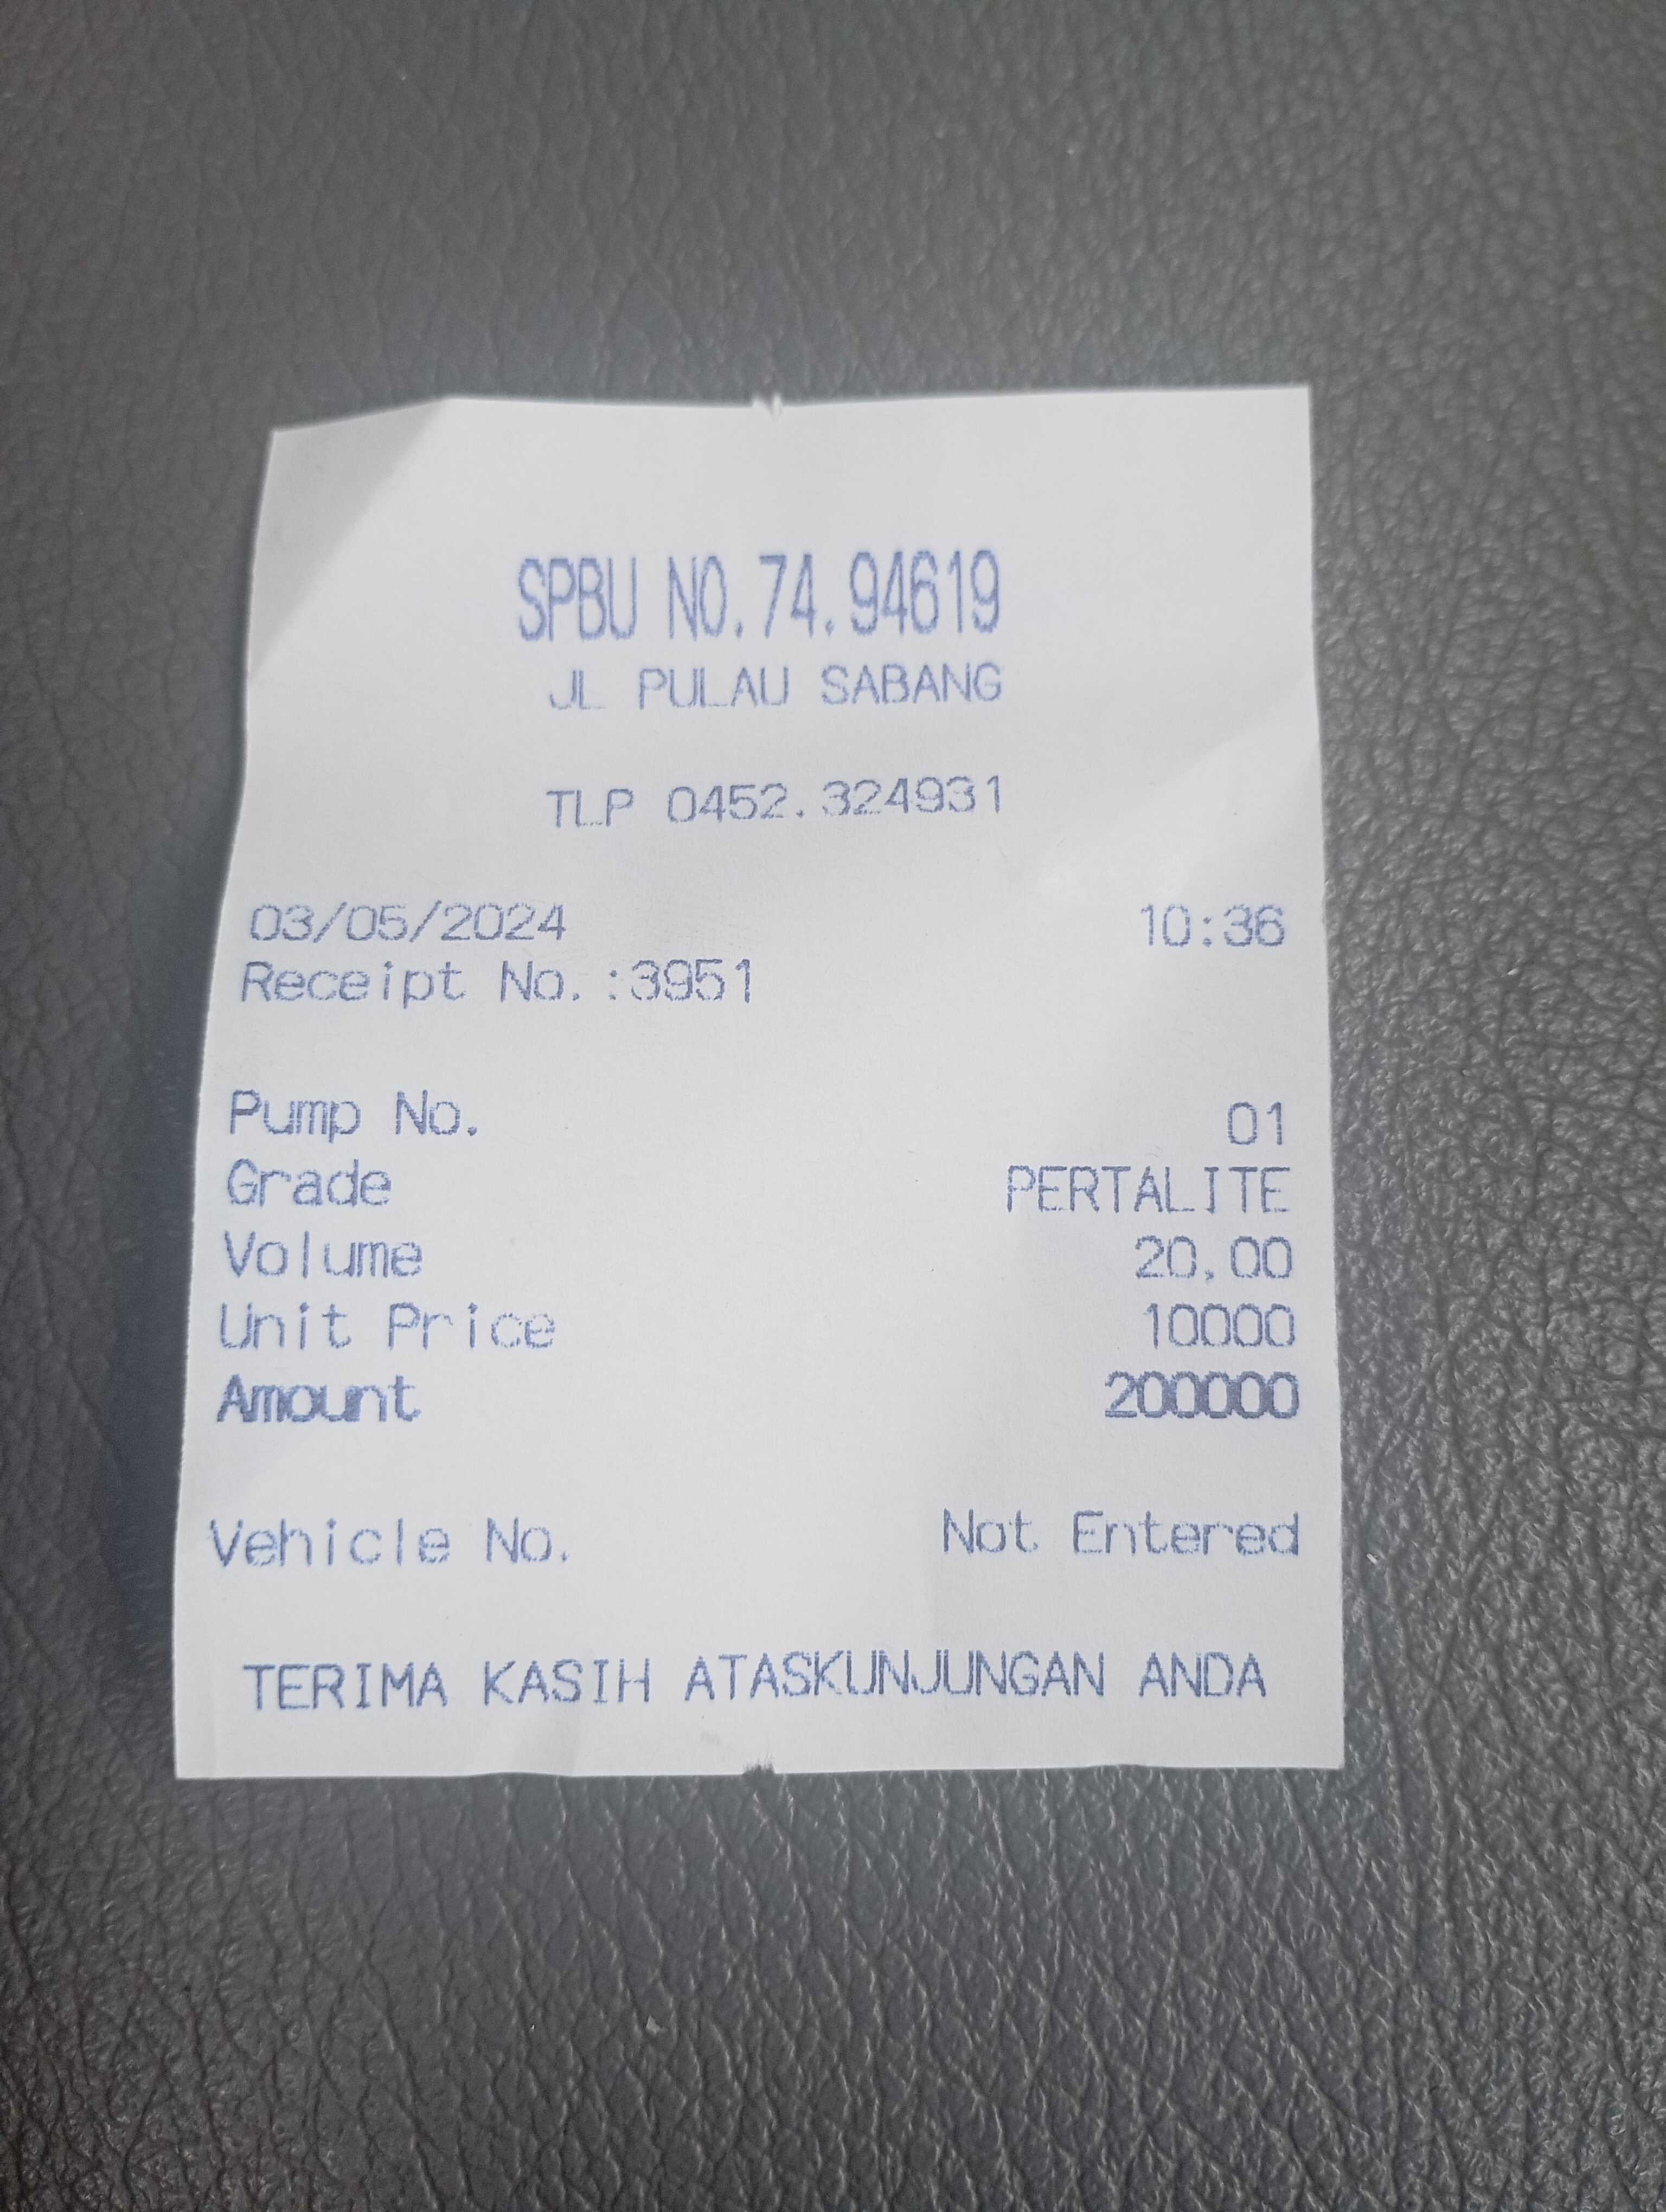 SPBU NO.74.94619
JL PULAU SABANG
TLP 0452.324931
03/05/2024 10:36
Receipt No.:3951
Pump No. 01
Grade PERTALITE
Volume 20.00
Unit Price 10000
Amount 200000
Vehicle No. Not Entered
TERIMA KASIH ATASKUNJUNGAN ANDA